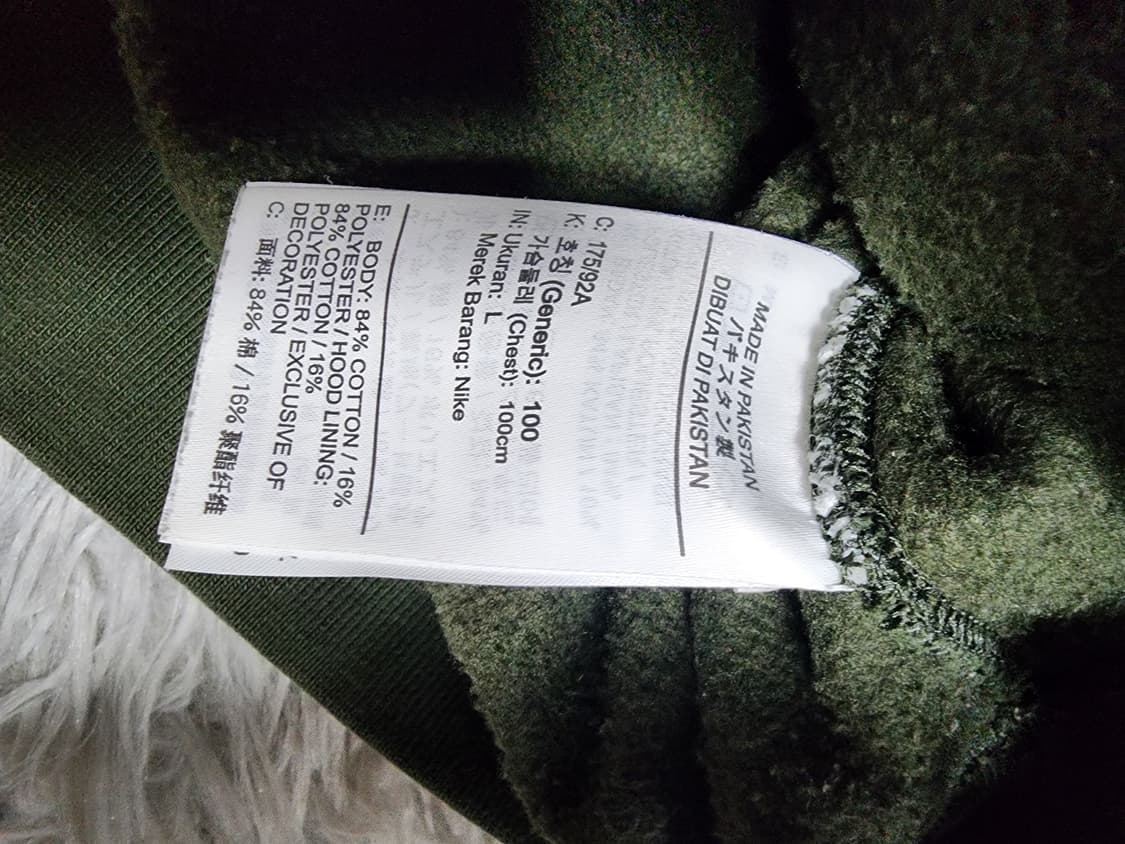 MADE IN PAKISTAN
パキスタン製
DIBUAT DI PAKISTAN
C: 175/92A
K: 호칭 (Generic): 100
가슴둘레 (Chest): 100cm
IN: Ukuran: L
Merek Barang: Nike
E: BODY: 84% COTTON / 16%
POLYESTER / HOOD LINING:
84% COTTON / 16%
POLYESTER / EXCLUSIVE OF
DECORATION
C: 面料: 84% 棉 / 16% 聚酯纤维